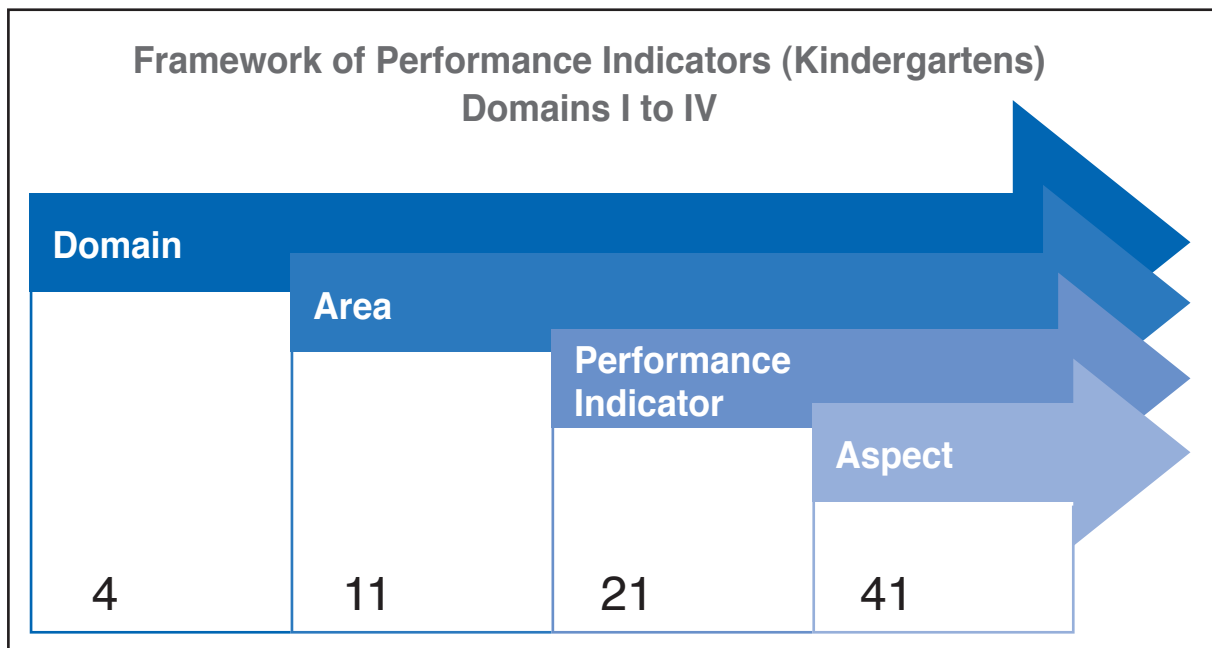 Framework of Performance Indicators (Kindergartens)
Domains I to IV
Domain
Area
Performance
Indicator
Aspect
4
11
21
41